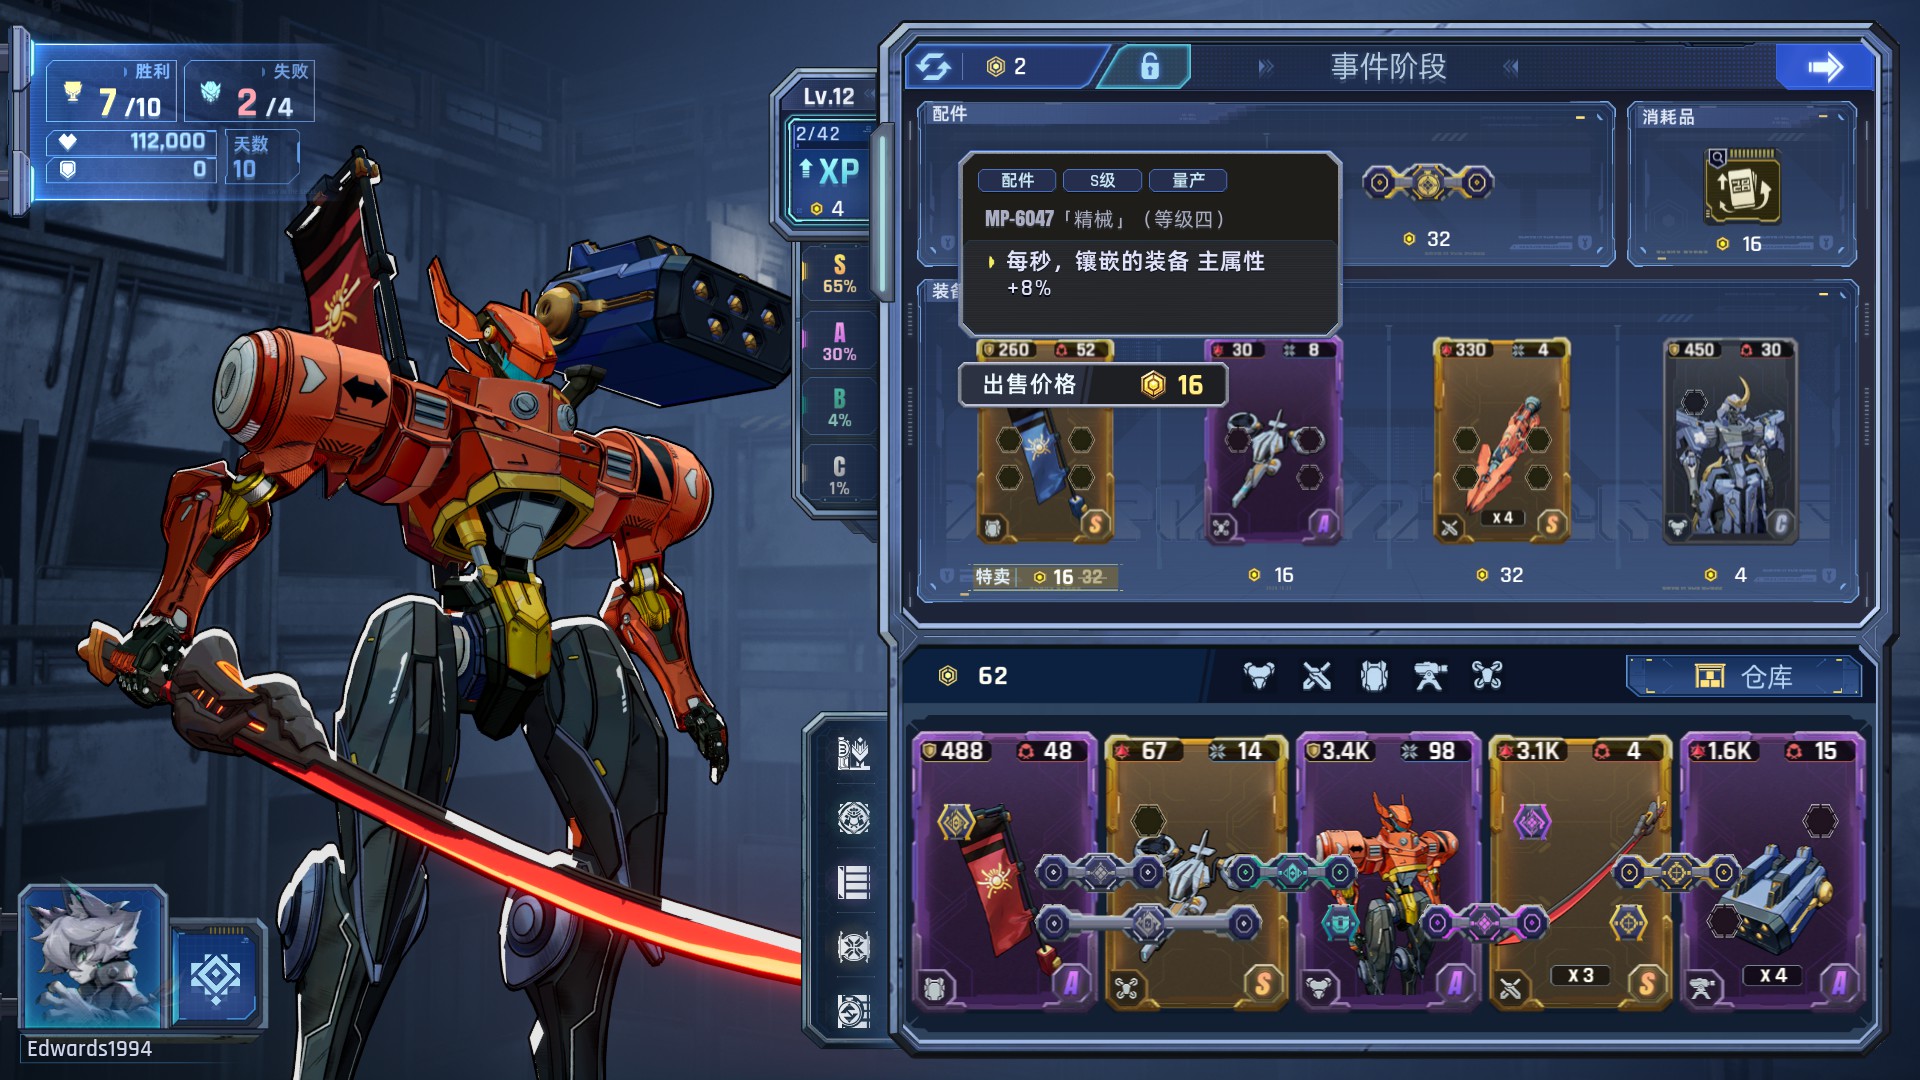 胜利
7/10
失败
2/4
112,000
0
天数
10
Lv.12
2/42
XP
4
S
65%
A
30%
B
4%
C
1%
2
事件阶段
配件
消耗品
32
16
配件 S级 量产
MP-6047「精械」（等级四）
每秒，镶嵌的装备 主属性
+8%
出售价格 16
260 52
30 8
330 4
450 30
S
A
x4 S
C
特卖 16 32
16
32
4
62
仓库
488 48
67 14
3.4K 98
3.1K 4
1.6K 15
A
S
A
x3 S
x4 A
Edwards1994